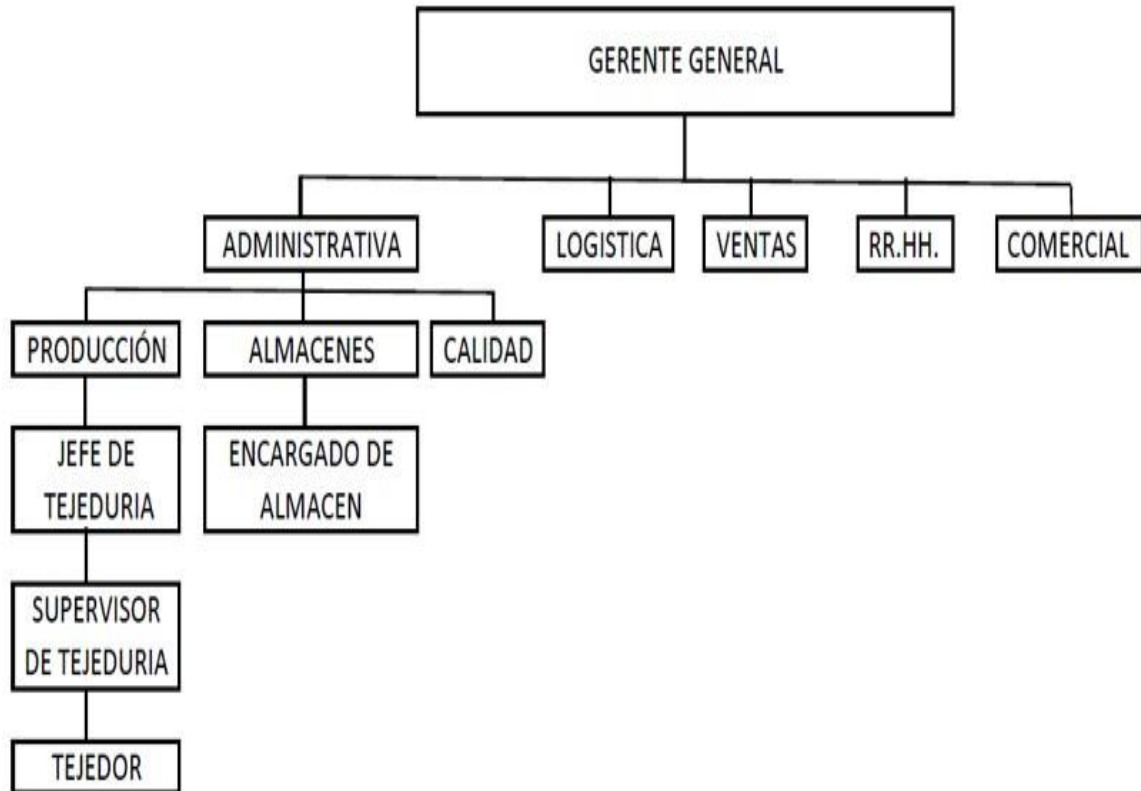 GERENTE GENERAL
ADMINISTRATIVA
LOGISTICA
VENTAS
RR.HH.
COMERCIAL
PRODUCCIÓN
ALMACENES
CALIDAD
JEFE DE
TEJEDURIA
ENCARGADO DE
ALMACEN
SUPERVISOR
DE TEJEDURIA
TEJEDOR